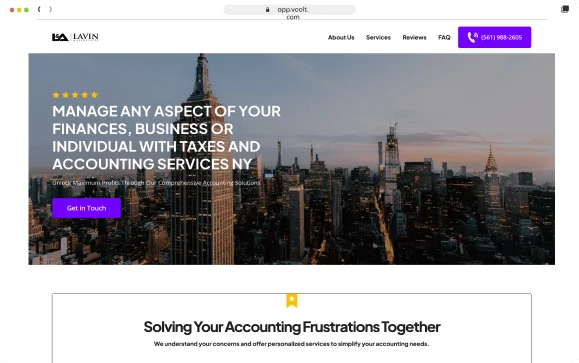 app.voolt.
com
LAVIN
About Us Services Reviews FAQ (561) 988-2605
MANAGE ANY ASPECT OF YOUR
FINANCES, BUSINESS OR
INDIVIDUAL WITH TAXES AND
ACCOUNTING SERVICES NY
Unlock Maximum Profits Through Our Comprehensive Accounting Solutions
Get in Touch
Solving Your Accounting Frustrations Together
We understand your concerns and offer personalized services to simplify your accounting needs.